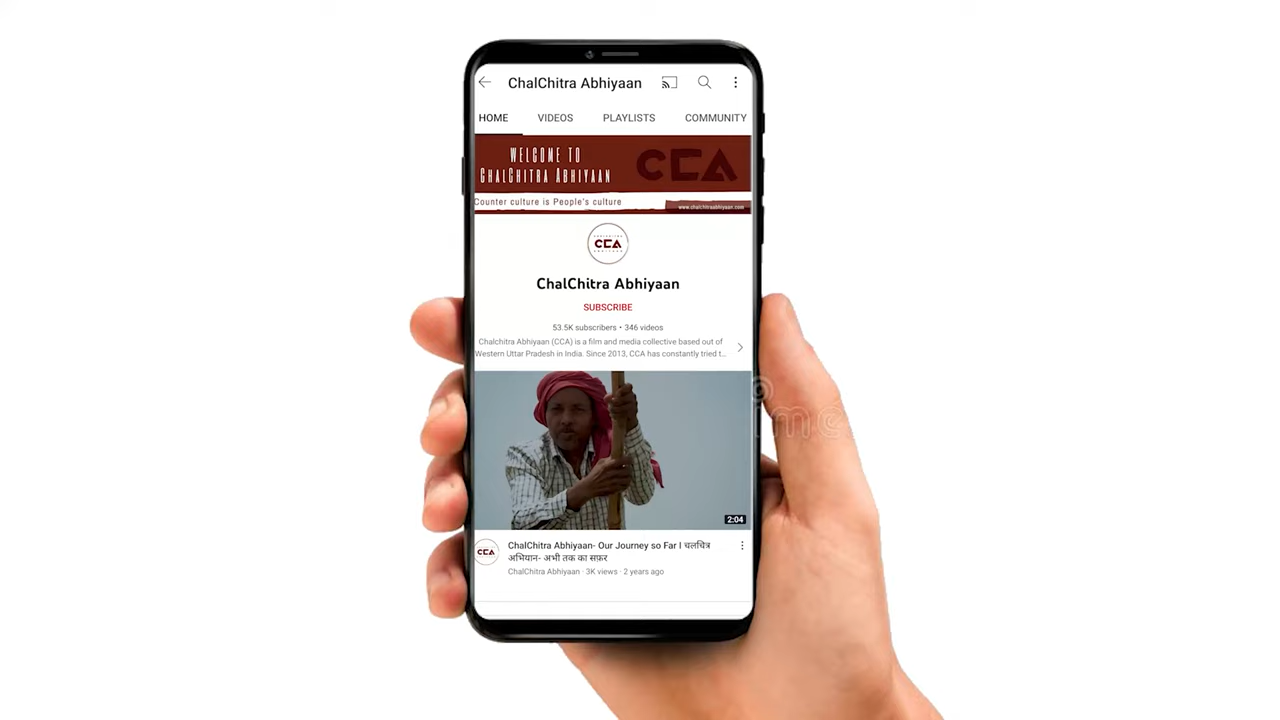 ChalChitra Abhiyaan
HOME VIDEOS PLAYLISTS COMMUNITY
WELCOME TO
CHALCHITRA ABHIYAAN
CCA
Counter culture is People's culture
www.chalchitraabhiyaan.com
CCA
ChalChitra Abhiyaan
SUBSCRIBE
53.5K subscribers • 346 videos
Chalchitra Abhiyaan (CCA) is a film and media collective based out of
Western Uttar Pradesh in India. Since 2013, CCA has constantly tried t...
2:04
CCA
ChalChitra Abhiyaan- Our Journey so Far I चलचित्र
अभियान- अभी तक का सफ़र
ChalChitra Abhiyaan · 3K views · 2 years ago